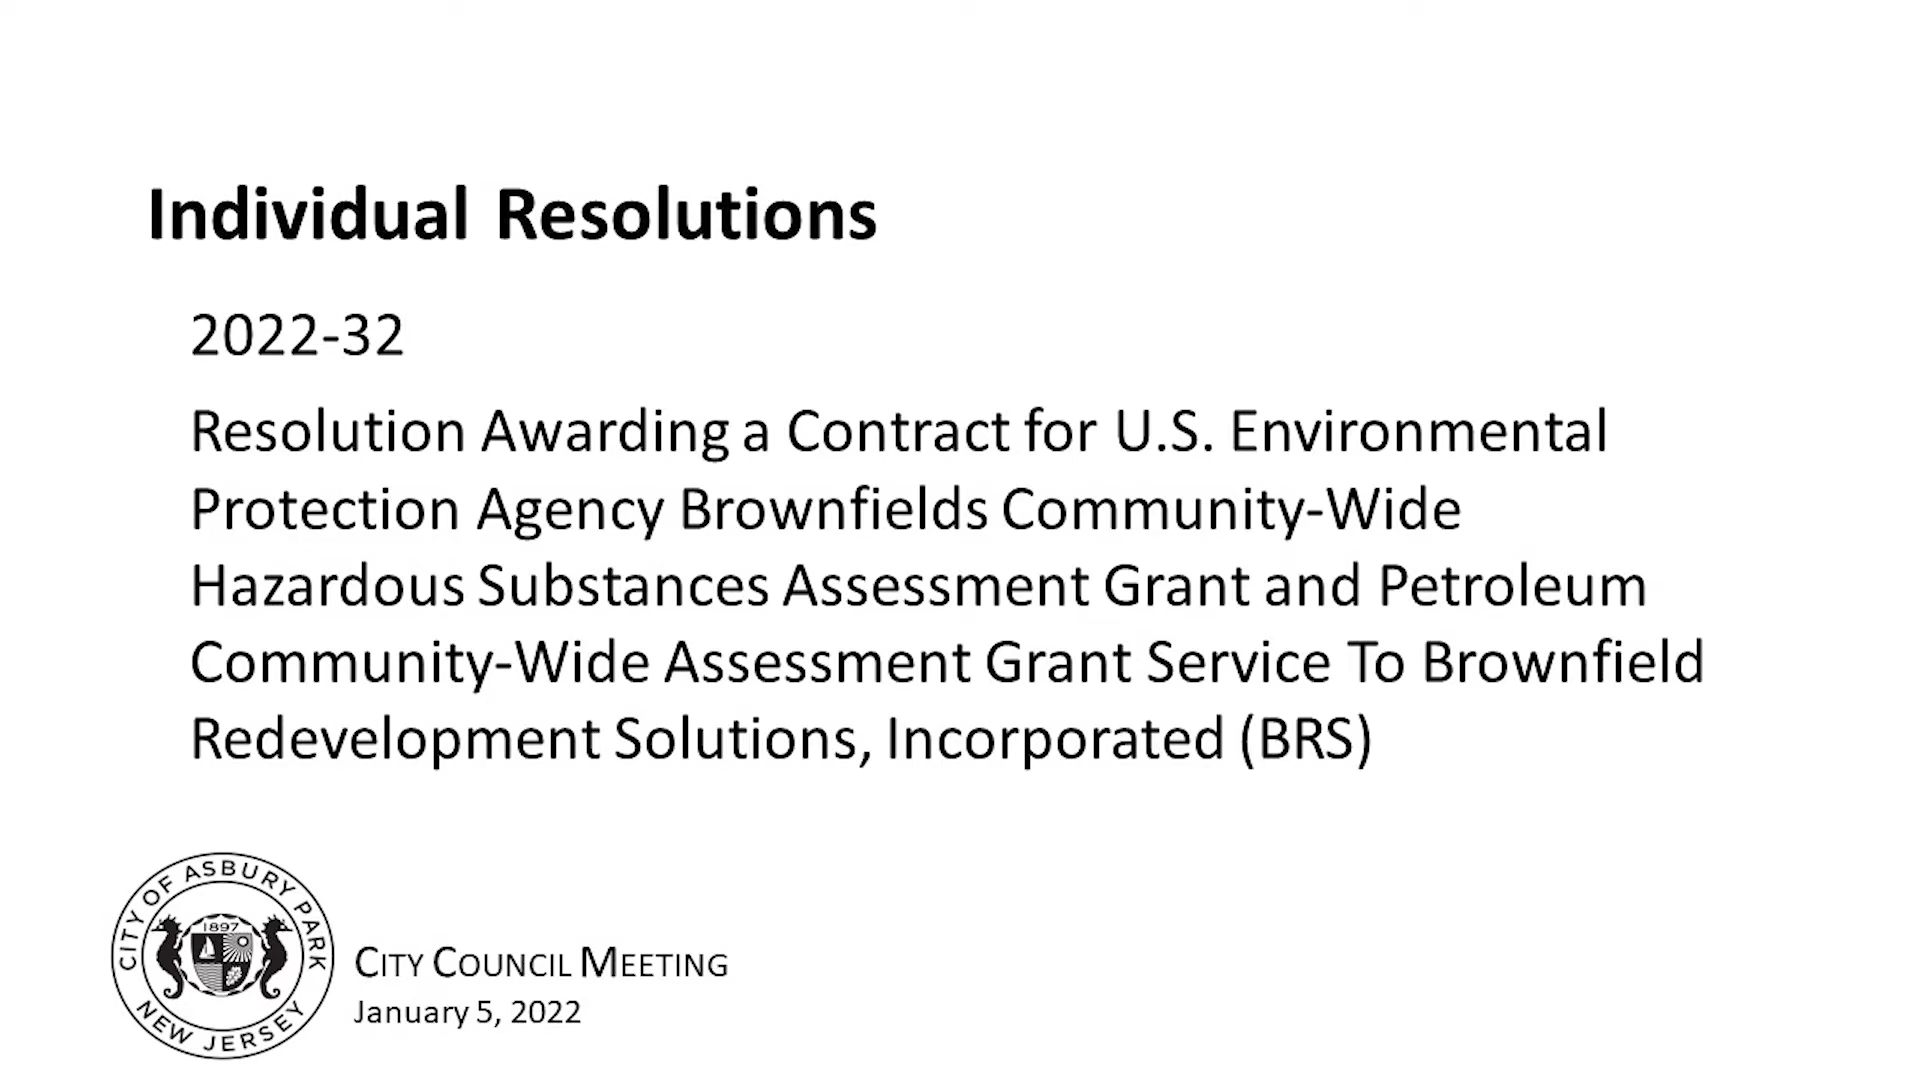 Individual Resolutions
2022-32
Resolution Awarding a Contract for U.S. Environmental
Protection Agency Brownfields Community-Wide
Hazardous Substances Assessment Grant and Petroleum
Community-Wide Assessment Grant Service To Brownfield
Redevelopment Solutions, Incorporated (BRS)
CITY OF ASBURY PARK
1897
NEW JERSEY
CITY COUNCIL MEETING
January 5, 2022